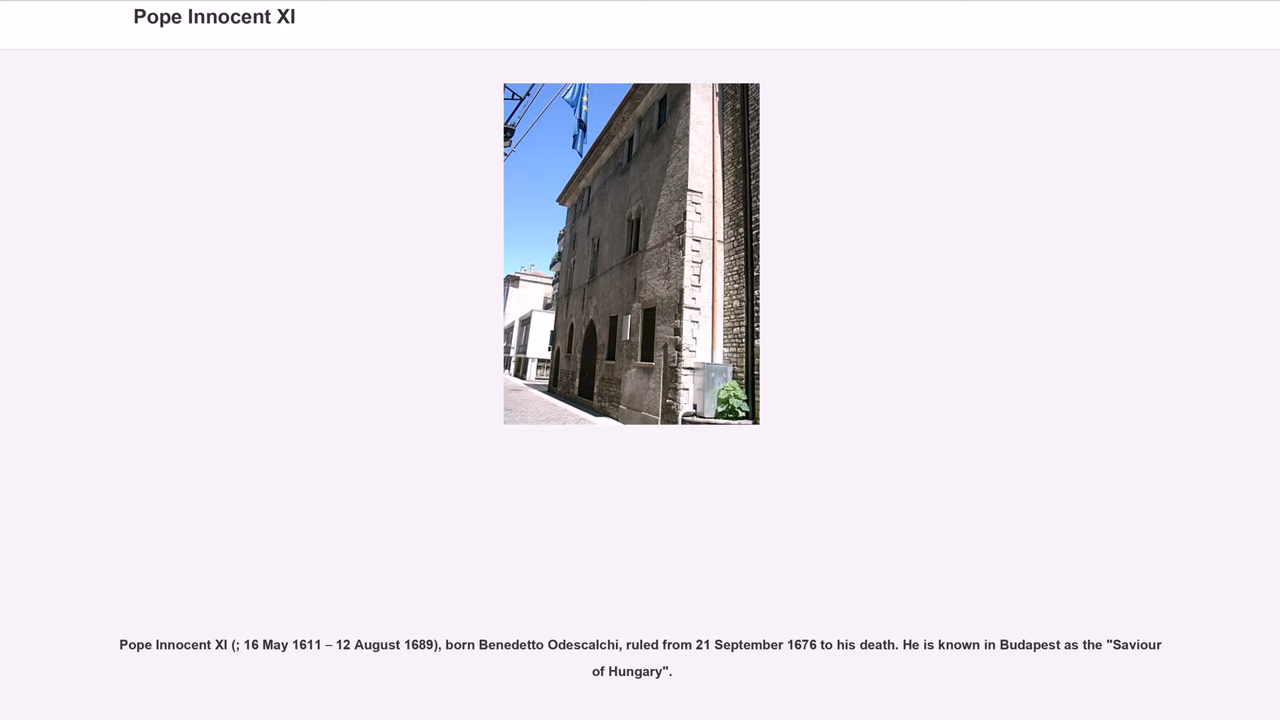 Pope Innocent XI
Pope Innocent XI (; 16 May 1611 – 12 August 1689), born Benedetto Odescalchi, ruled from 21 September 1676 to his death. He is known in Budapest as the "Saviour
of Hungary".